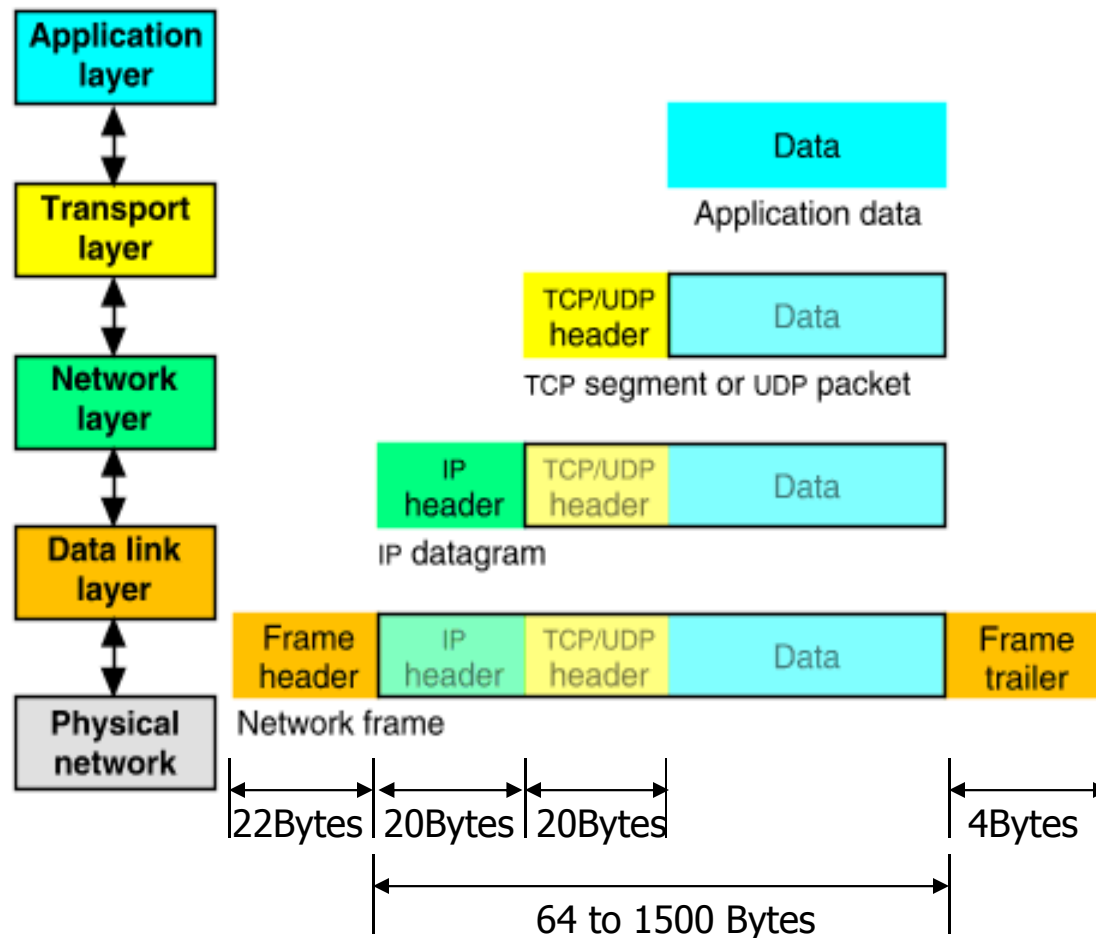 Application
layer
Data
Application data
Transport
layer
TCP/UDP
header
Data
TCP segment or UDP packet
Network
layer
IP
header
TCP/UDP
header
Data
IP datagram
Data link
layer
Frame
header
IP
header
TCP/UDP
header
Data
Frame
trailer
Physical
network
Network frame
22Bytes
20Bytes
20Bytes
4Bytes
64 to 1500 Bytes